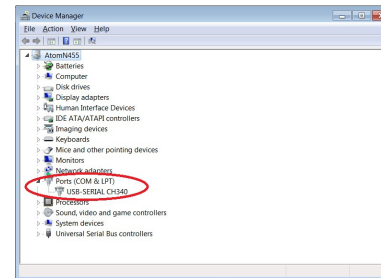 Device Manager
File Action View Help
AtomN455
Batteries
Computer
Disk drives
Display adapters
Human Interface Devices
IDE ATA/ATAPI controllers
Imaging devices
Keyboards
Mice and other pointing devices
Monitors
Network adapters
Ports (COM & LPT)
USB-SERIAL CH340
Processors
Sound, video and game controllers
System devices
Universal Serial Bus controllers